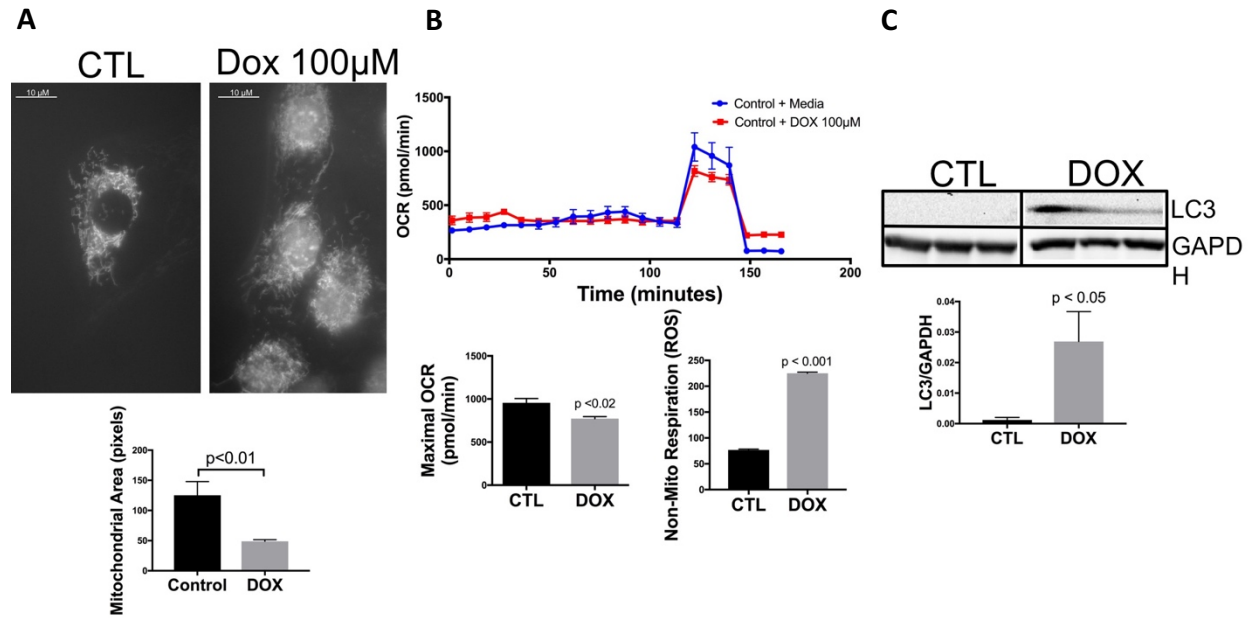 A
CTL
Dox 100µM
10 µM
10 µM
Mitochondrial Area (pixels)
200
150
100
50
0
p<0.01
Control
DOX
B
OCR (pmol/min)
1500
1000
500
0
Control + Media
Control + DOX 100µM
0
50
100
150
200
Time (minutes)
Maximal OCR
(pmol/min)
1500
1000
500
0
p <0.02
CTL
DOX
Non-Mito Respiration (ROS)
250
200
150
100
50
0
p < 0.001
CTL
DOX
C
CTL
DOX
LC3
GAPD
H
LC3/GAPDH
0.04
0.03
0.02
0.01
0.00
p < 0.05
CTL
DOX